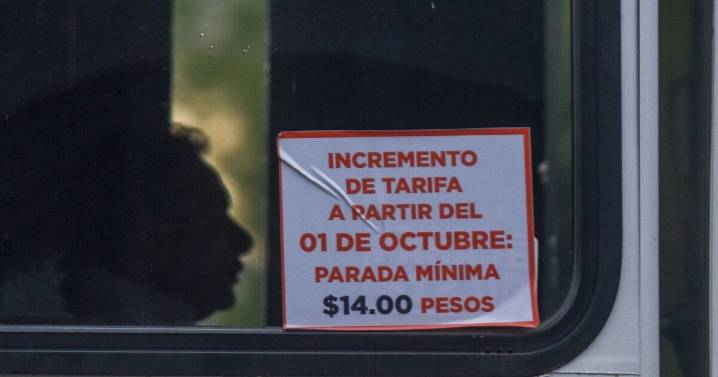 INCREMENTO
DE TARIFA
A PARTIR DEL
01 DE OCTUBRE:
PARADA MÍNIMA
$14.00 PESOS